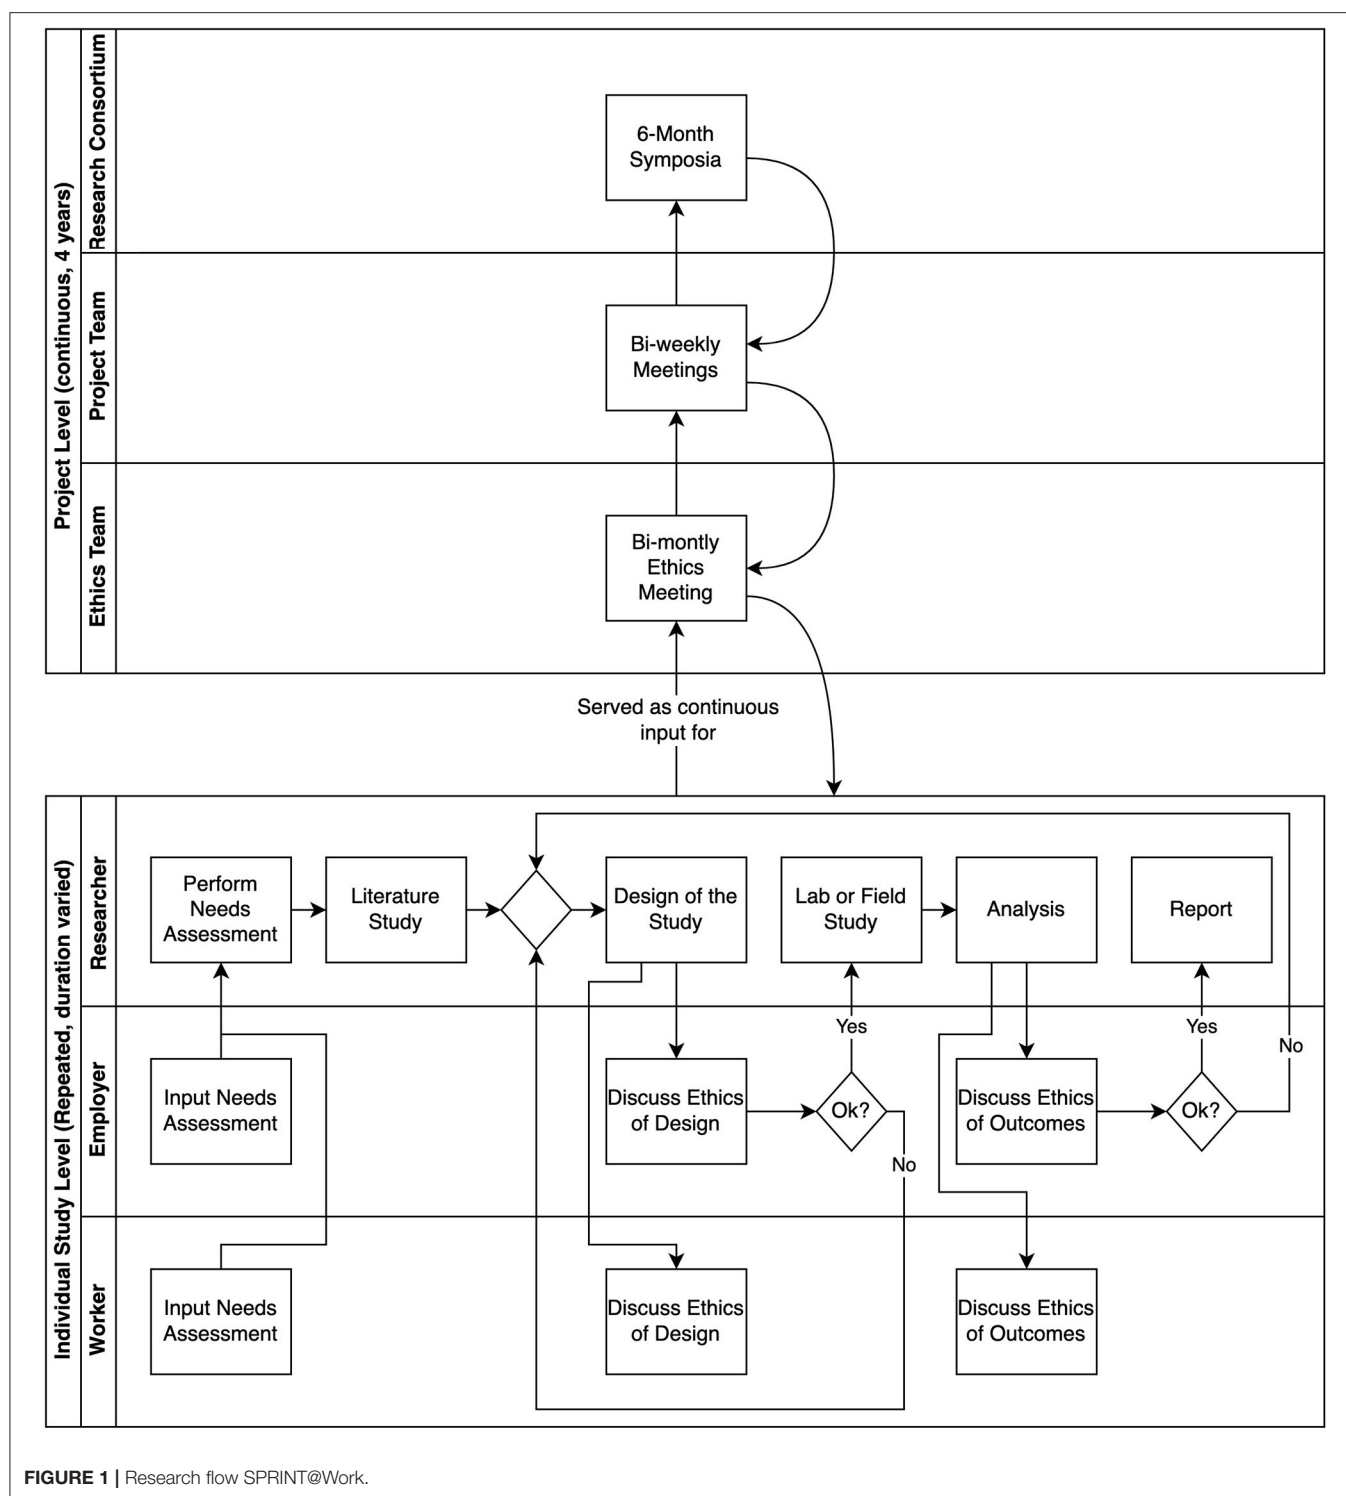 Project Level (continuous, 4 years)
Research Consortium
6-Month
Symposia
Project Team
Bi-weekly
Meetings
Ethics Team
Bi-montly
Ethics
Meeting
Served as continuous
input for
Individual Study Level (Repeated, duration varied)
Researcher
Perform
Needs
Assessment
Literature
Study
Design of the
Study
Lab or Field
Study
Analysis
Report
Employer
Input Needs
Assessment
Discuss Ethics
of Design
Ok?
Yes
No
Discuss Ethics
of Outcomes
Ok?
Yes
No
Worker
Input Needs
Assessment
Discuss Ethics
of Design
Discuss Ethics
of Outcomes
FIGURE 1 | Research flow SPRINT@Work.